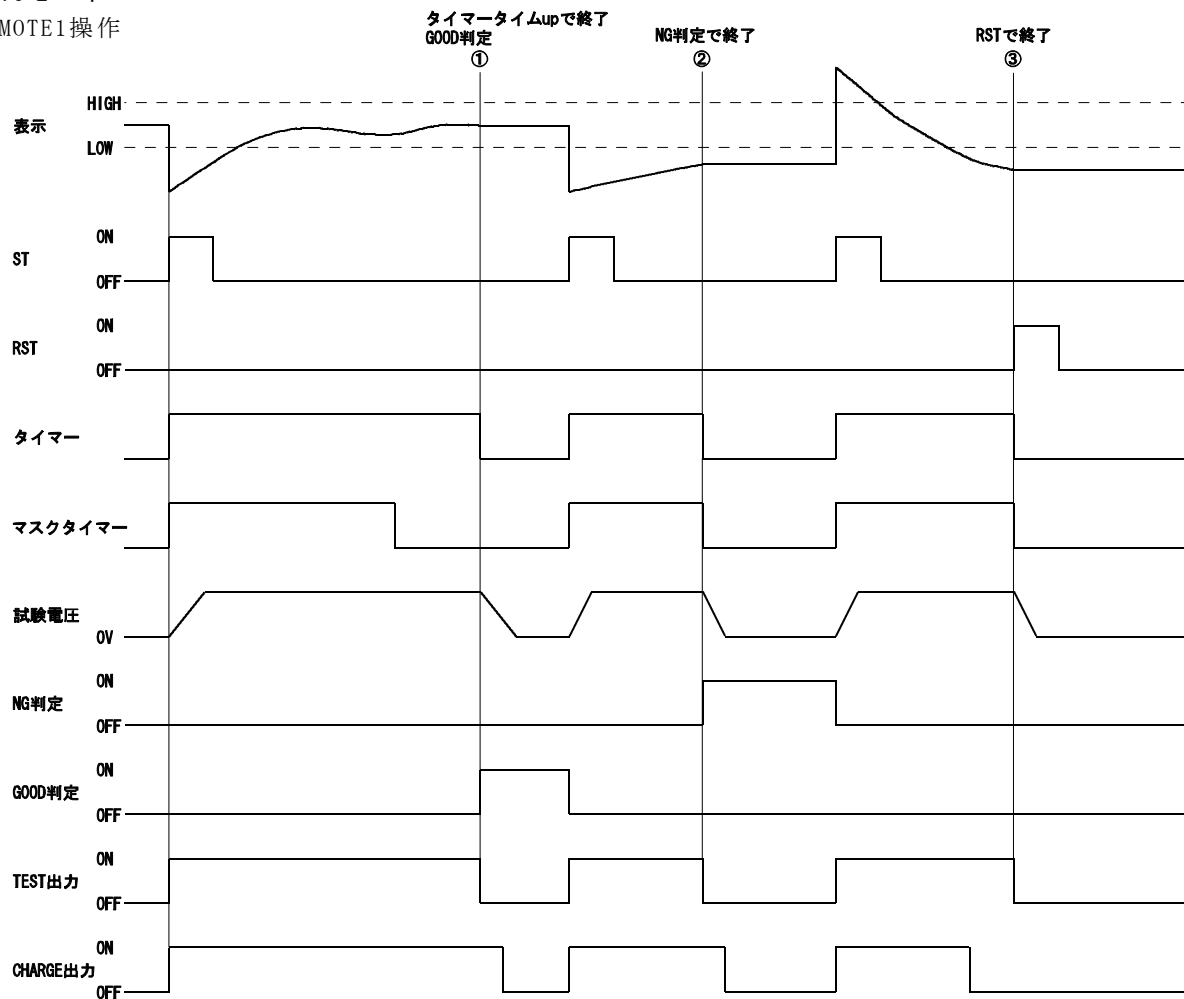 MOTE1操作
タイマータイムupで終了
GOOD判定
①
NG判定で終了
②
RSTで終了
③
表示
HIGH
LOW
ST
ON
OFF
RST
ON
OFF
タイマー
マスクタイマー
試験電圧
0V
NG判定
ON
OFF
GOOD判定
ON
OFF
TEST出力
ON
OFF
CHARGE出力
ON
OFF